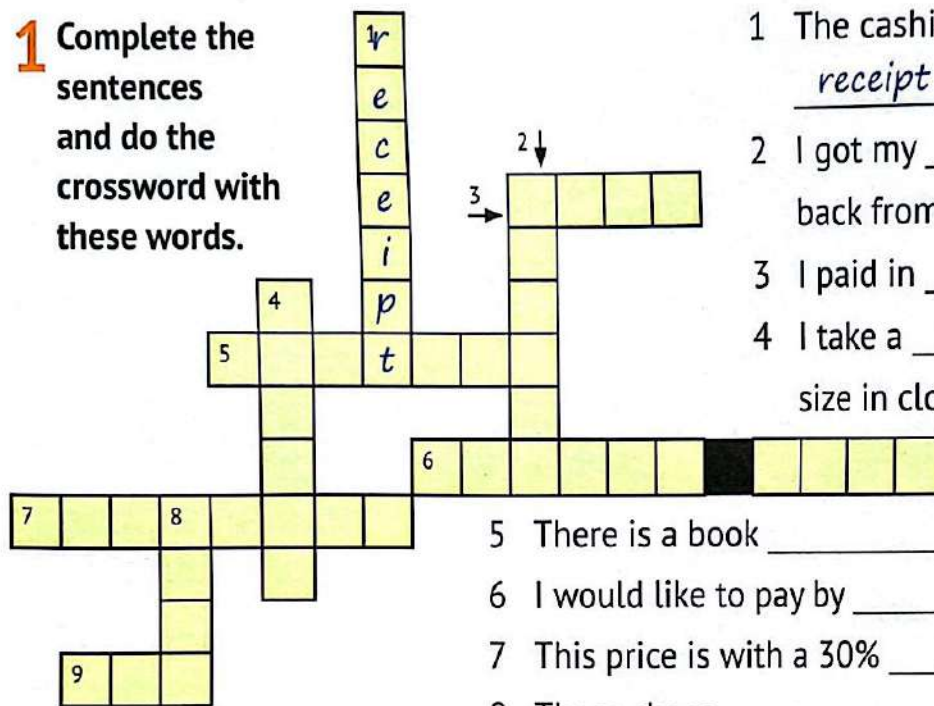 1 Complete the
sentences
and do the
crossword with
these words.
1 r
e
c
e
i
p
t
2
3
4
5
6
7 8
9
1 The cashi
receipt
2 I got my
back from
3 I paid in
4 I take a
size in clo
5 There is a book
6 I would like to pay by
7 This price is with a 30%